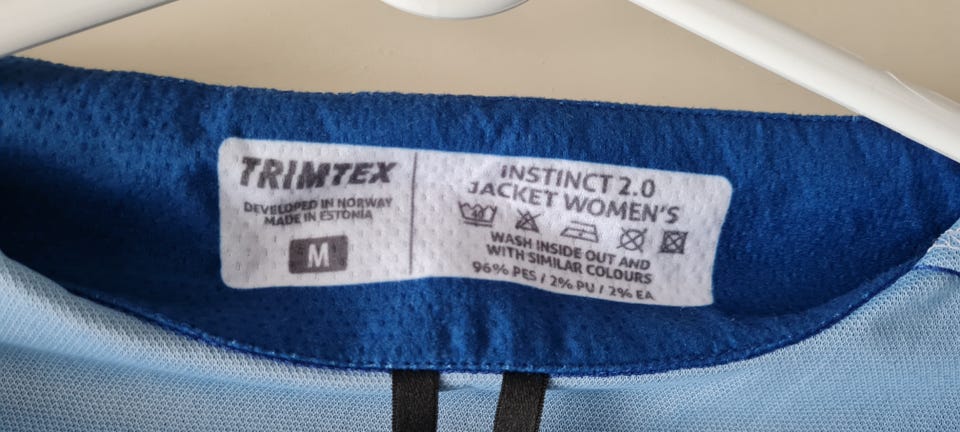 TRIMTEX
DEVELOPED IN NORWAY
MADE IN ESTONIA
M
INSTINCT 2.0
JACKET WOMEN'S
40
WASH INSIDE OUT AND
WITH SIMILAR COLOURS
96% PES / 2% PU / 2% EA